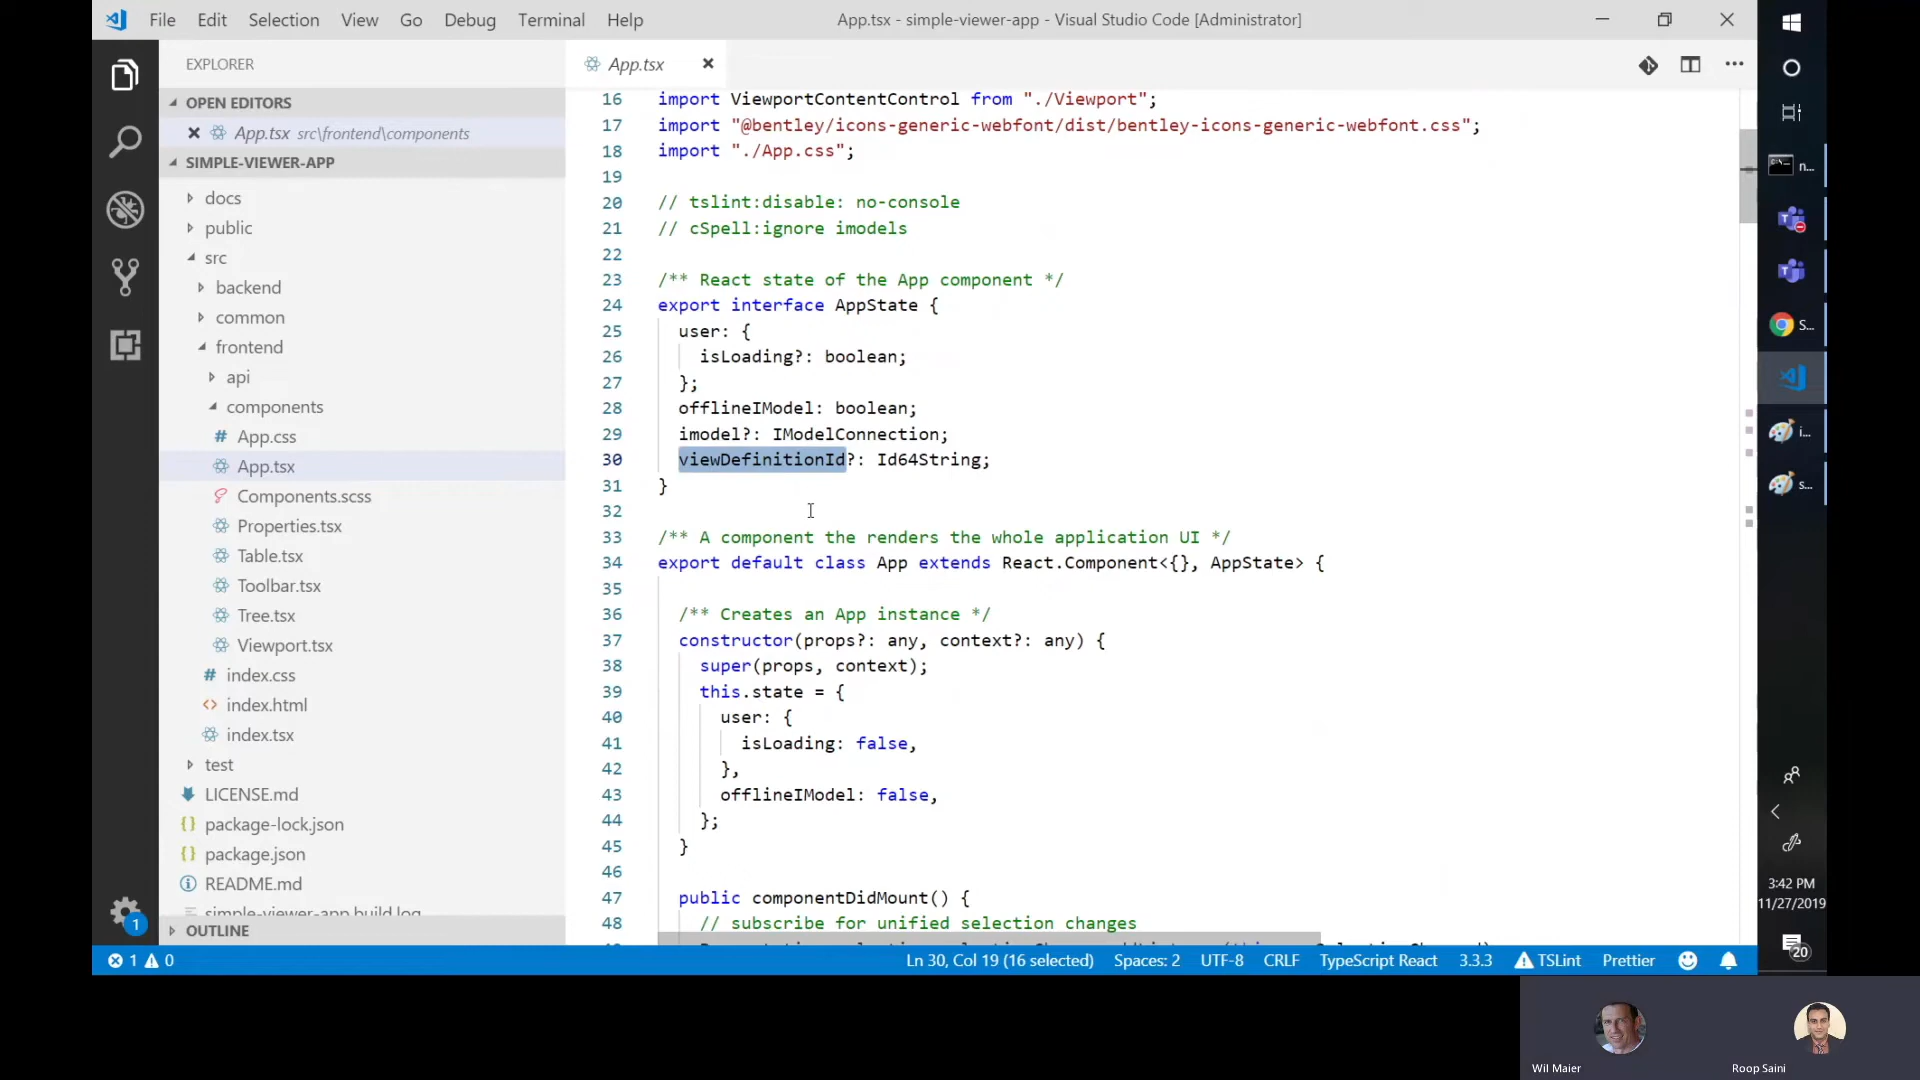 File Edit Selection View Go Debug Terminal Help
App.tsx - simple-viewer-app - Visual Studio Code [Administrator]
EXPLORER
OPEN EDITORS
App.tsx src\frontend\components
SIMPLE-VIEWER-APP
docs
public
src
backend
common
frontend
api
components
App.css
App.tsx
Components.scss
Properties.tsx
Table.tsx
Toolbar.tsx
Tree.tsx
Viewport.tsx
index.css
index.html
index.tsx
test
LICENSE.md
package-lock.json
package.json
README.md
simple-viewer-app.build.log
OUTLINE
1
App.tsx
16 import ViewportContentControl from "./Viewport";
17 import "@bentley/icons-generic-webfont/dist/bentley-icons-generic-webfont.css";
18 import "./App.css";
19
20 // tslint:disable: no-console
21 // cSpell:ignore imodels
22
23 /** React state of the App component */
24 export interface AppState {
25 user: {
26 isLoading?: boolean;
27 };
28 offlineIModel: boolean;
29 imodel?: IModelConnection;
30 viewDefinitionId?: Id64String;
31 }
32
33 /** A component the renders the whole application UI */
34 export default class App extends React.Component<{}, AppState> {
35
36 /** Creates an App instance */
37 constructor(props?: any, context?: any) {
38 super(props, context);
39 this.state = {
40 user: {
41 isLoading: false,
42 },
43 offlineIModel: false,
44 };
45 }
46
47 public componentDidMount() {
48 // subscribe for unified selection changes
1 0
Ln 30, Col 19 (16 selected) Spaces: 2 UTF-8 CRLF TypeScript React 3.3.3 TSLint Prettier
n...
S...
i...
s...
3:42 PM
11/27/2019
20
Wil Maier
Roop Saini